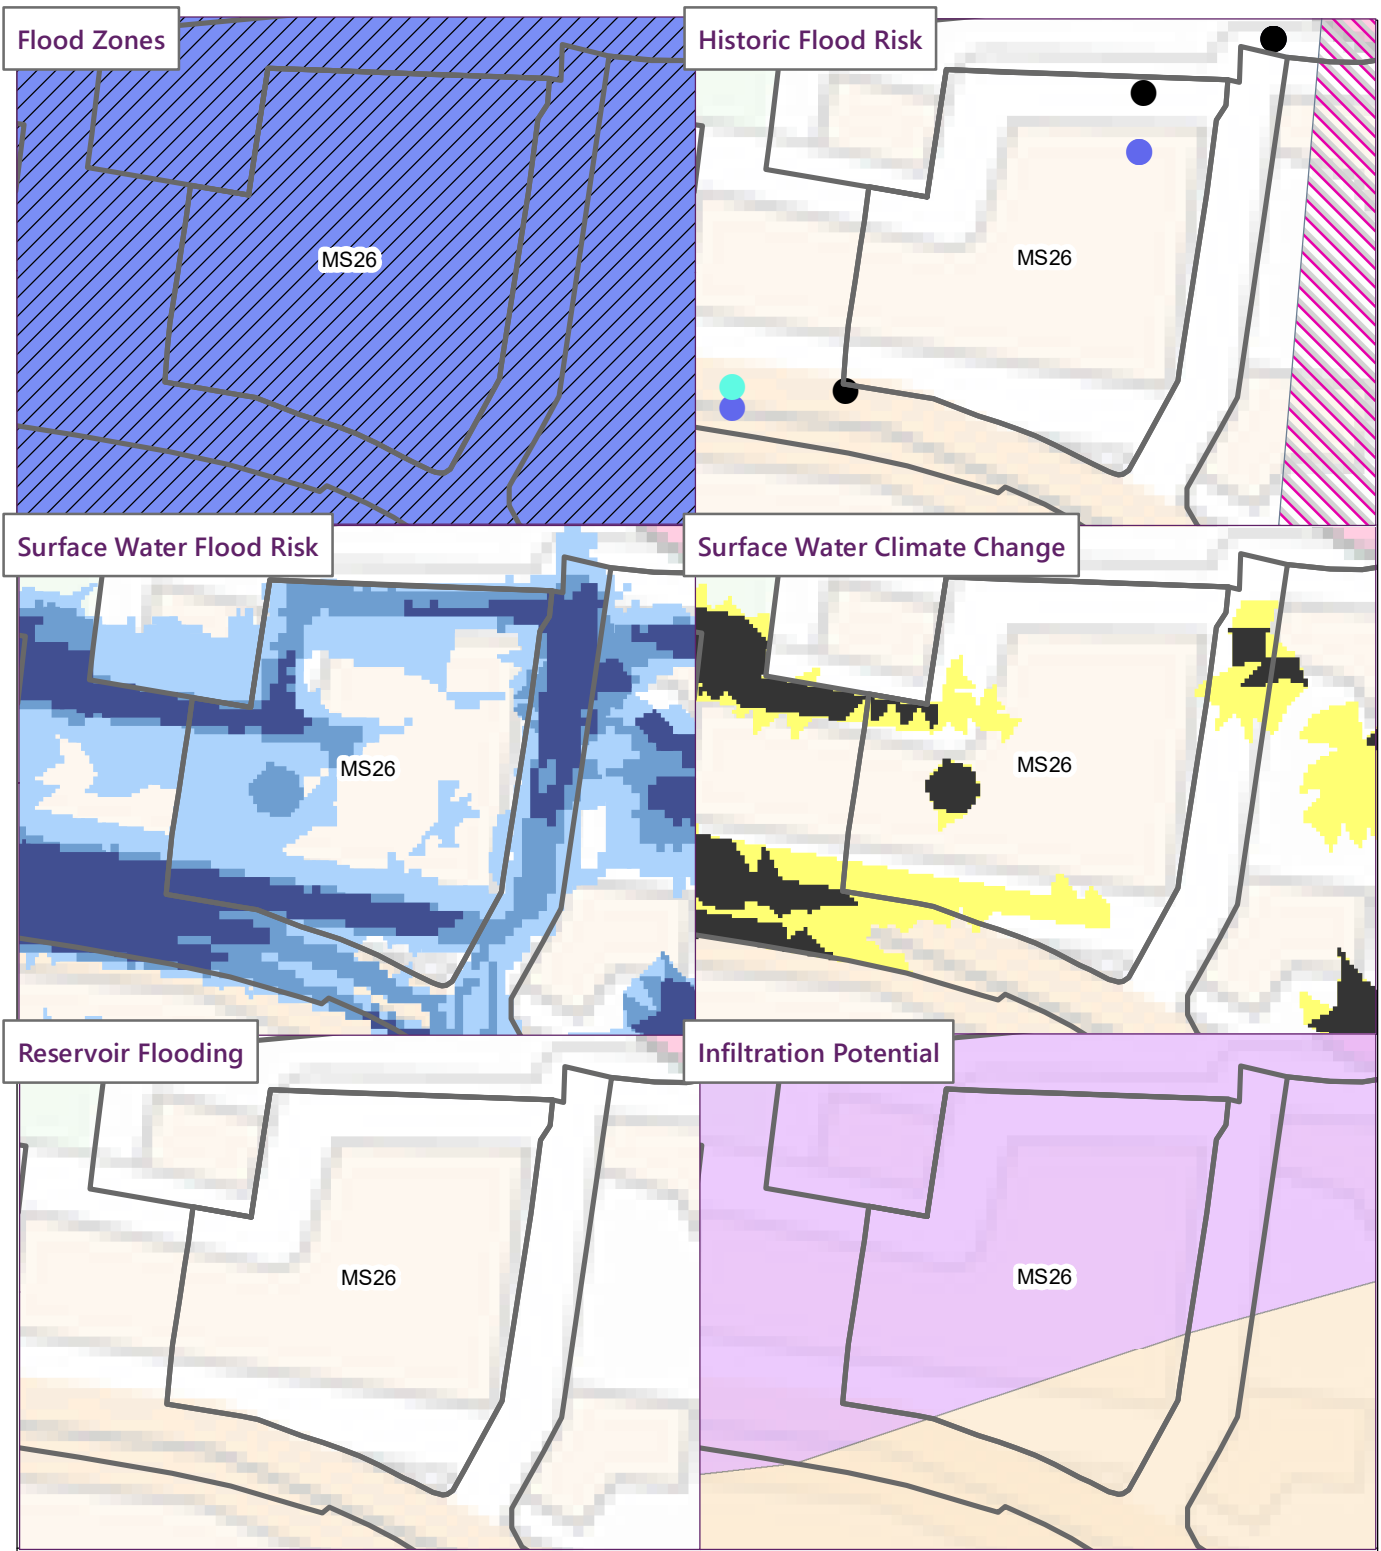 Flood Zones
Historic Flood Risk
MS26
MS26
Surface Water Flood Risk
Surface Water Climate Change
MS26
MS26
Reservoir Flooding
Infiltration Potential
MS26
MS26